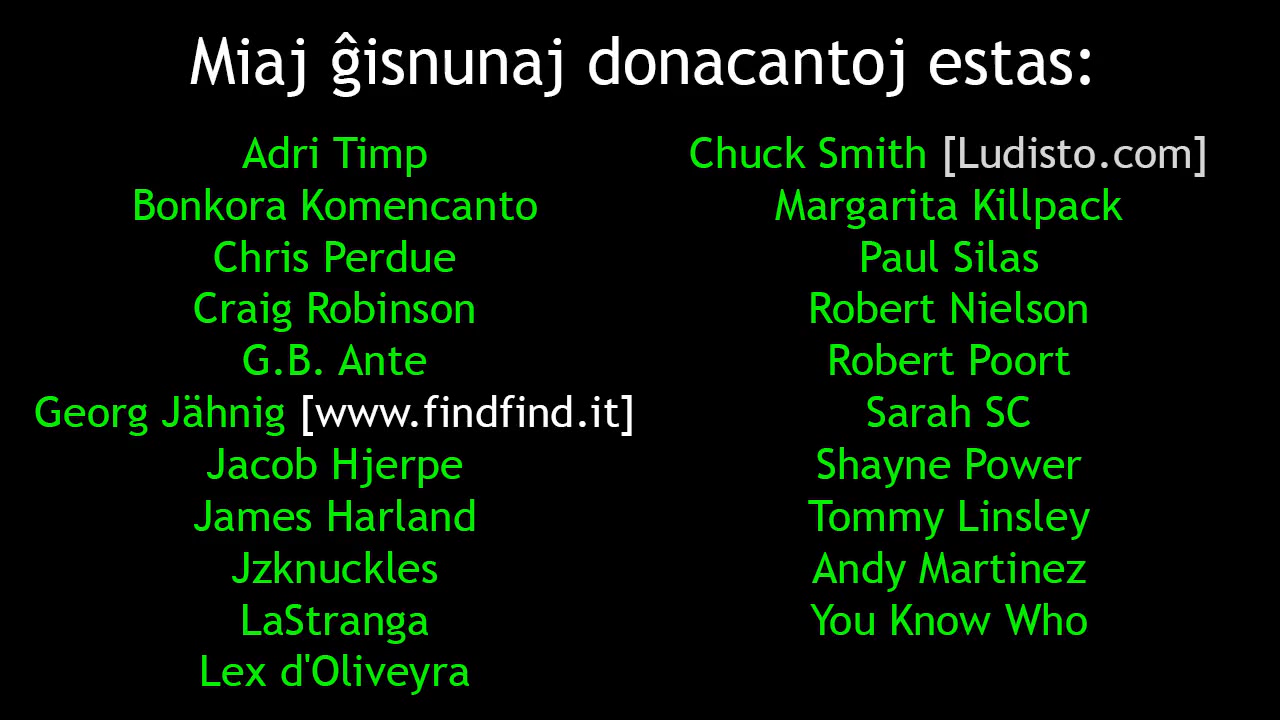 Miaj ĝisnunaj donacantoj estas:
Adri Timp
Bonkora Komencanto
Chris Perdue
Craig Robinson
G.B. Ante
Georg Jähnig [www.findfind.it]
Jacob Hjerpe
James Harland
Jzknuckles
LaStranga
Lex d'Oliveyra
Chuck Smith [Ludisto.com]
Margarita Killpack
Paul Silas
Robert Nielson
Robert Poort
Sarah SC
Shayne Power
Tommy Linsley
Andy Martinez
You Know Who